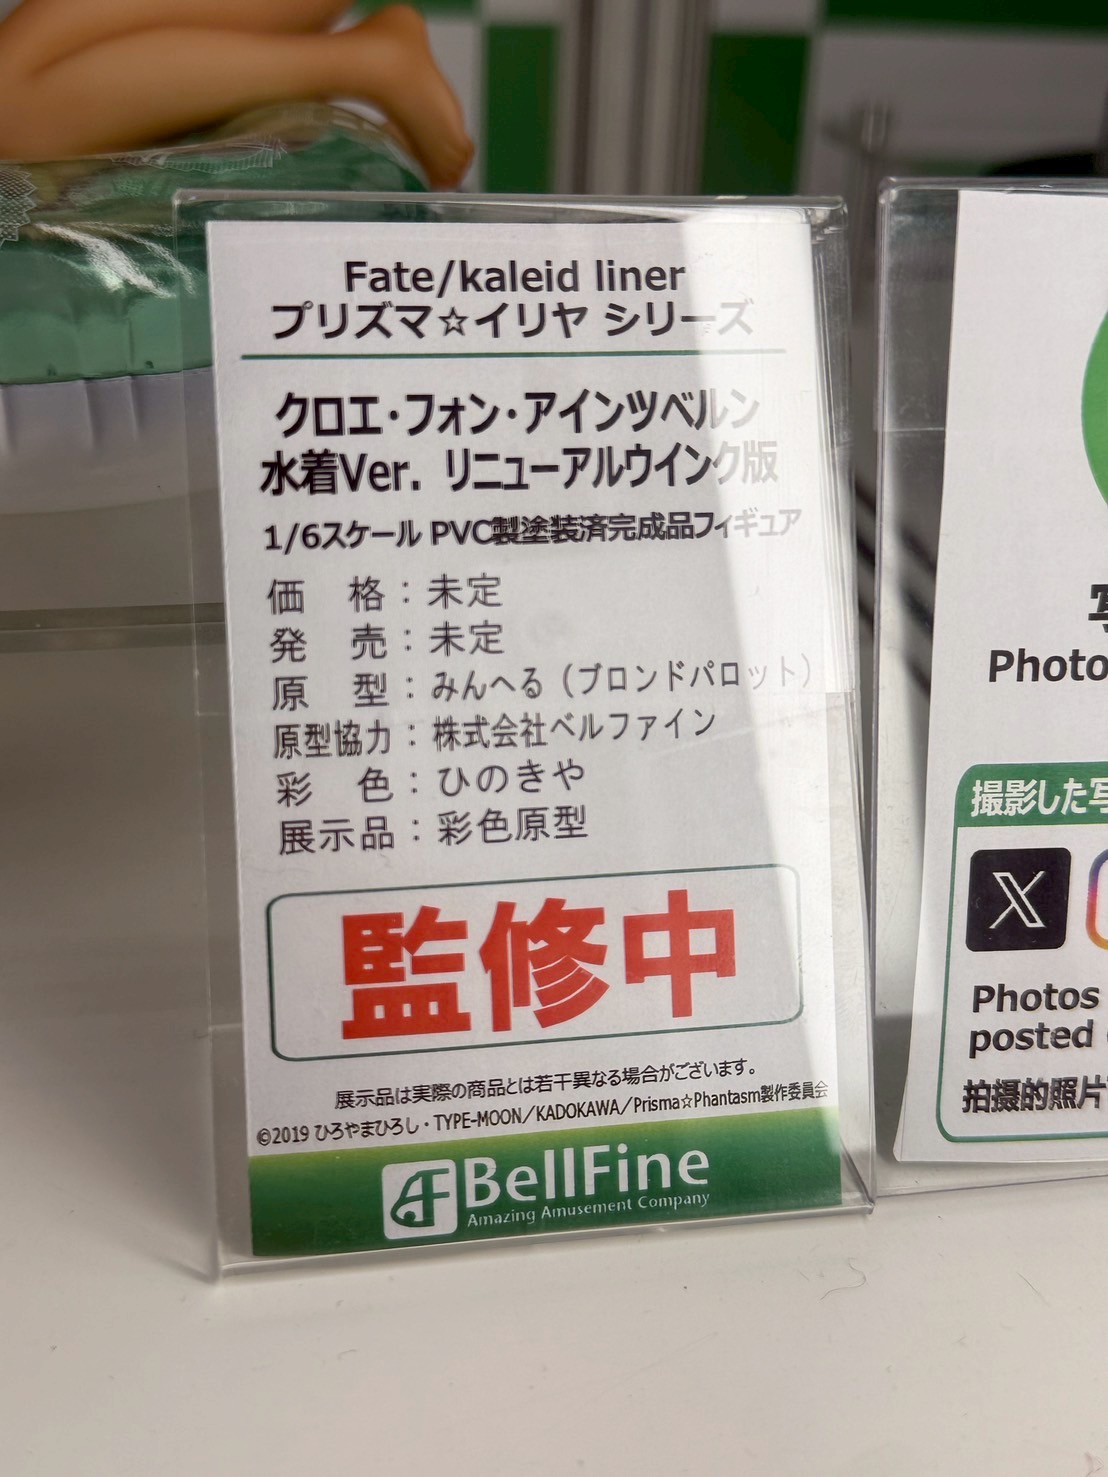 Fate/kaleid liner
プリズマ☆イリヤ シリーズ
クロエ・フォン・アインツベルン
水着Ver. リニューアルウインク版
1/6スケール PVC製塗装済完成品フィギュア
価　格：未定
発　売：未定
原　型：みんへる（ブロンドパロット）
原型協力：株式会社ベルファイン
彩　色：ひのきや
展示品：彩色原型
監修中
展示品は実際の商品とは若干異なる場合がございます。
©2019 ひろやまひろし・TYPE-MOON／KADOKAWA／Prisma☆Phantasm製作委員会
BellFine
Amazing Amusement Company
Photo
撮影した写
Photos
posted
拍摄的照片